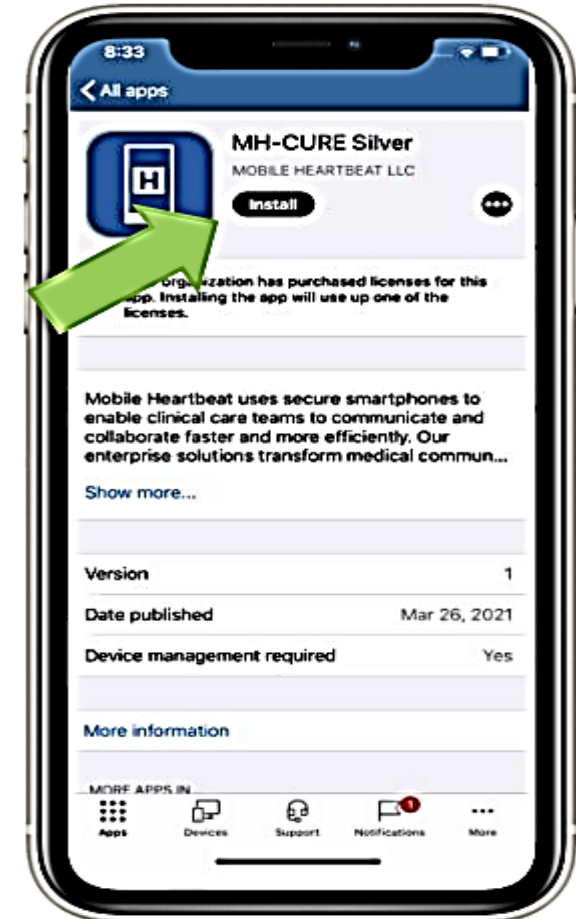 8:33
All apps
MH-CURE Silver
MOBILE HEARTBEAT LLC
H
Install
organization has purchased licenses for this
app. Installing the app will use up one of the
licenses.
Mobile Heartbeat uses secure smartphones to
enable clinical care teams to communicate and
collaborate faster and more efficiently. Our
enterprise solutions transform medical commun...
Show more...
Version 1
Date published Mar 26, 2021
Device management required Yes
More information
MORE APPS IN
1
Apps Devices Support Notifications More